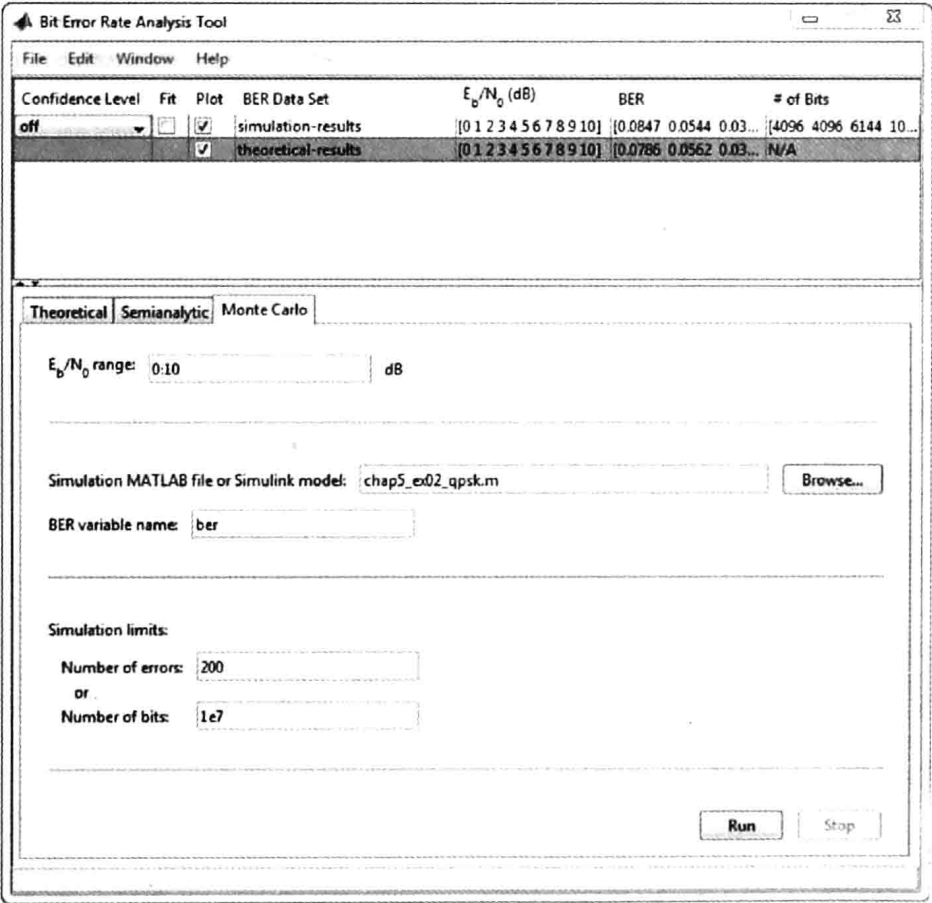 Bit Error Rate Analysis Tool
File Edit Window Help
Confidence Level Fit Plot BER Data Set E_b/N_0 (dB) BER # of Bits
off simulation-results [0 1 2 3 4 5 6 7 8 9 10] [0.0847 0.0544 0.03... [4096 4096 6144 10...
theoretical-results [0 1 2 3 4 5 6 7 8 9 10] [0.0786 0.0562 0.03... N/A
Theoretical Semianalytic Monte Carlo
E_b/N_0 range: 0:10 dB
Simulation MATLAB file or Simulink model: chap5_ex02_qpsk.m Browse...
BER variable name: ber
Simulation limits:
Number of errors: 200
or
Number of bits: 1e7
Run Stop